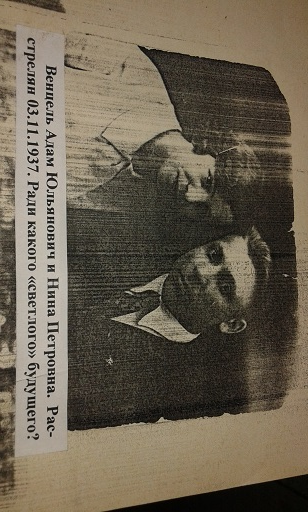 Венцель Адам Юльянович и Нина Петровна. Рас-
стрелян 03.11.1937. Ради какого «светлого» будущего?